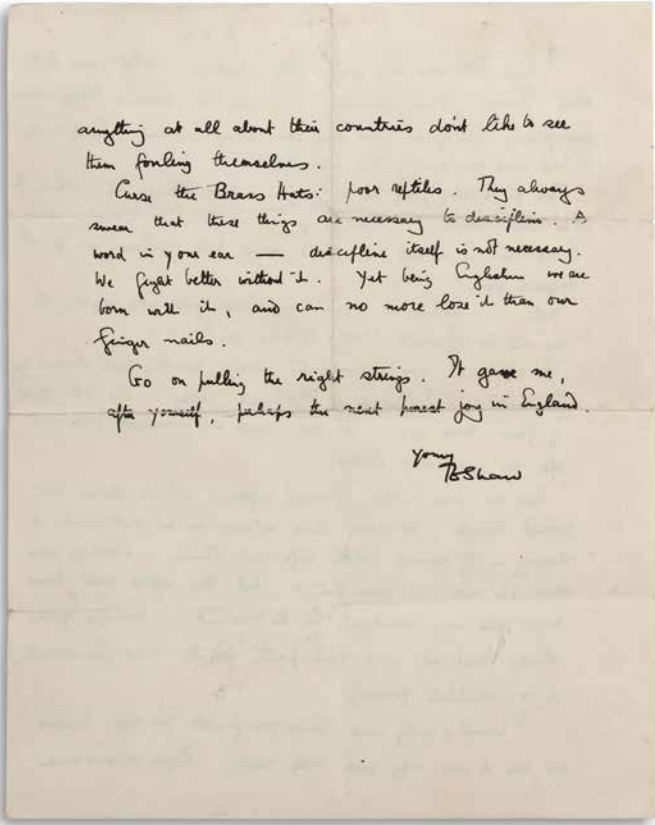 anything at all about their countries don't like to see
them fouling themselves.
Curse the Brass Hats: poor reptiles. They always
swear that these things are necessary to discipline. A
word in your ear — discipline itself is not necessary.
We fight better without it. Yet being English we are
born with it, and can no more lose it than our
finger nails.
Go on pulling the right strings. It gave me,
after yourself, perhaps the next purest joy in England.
Yours
TEShaw